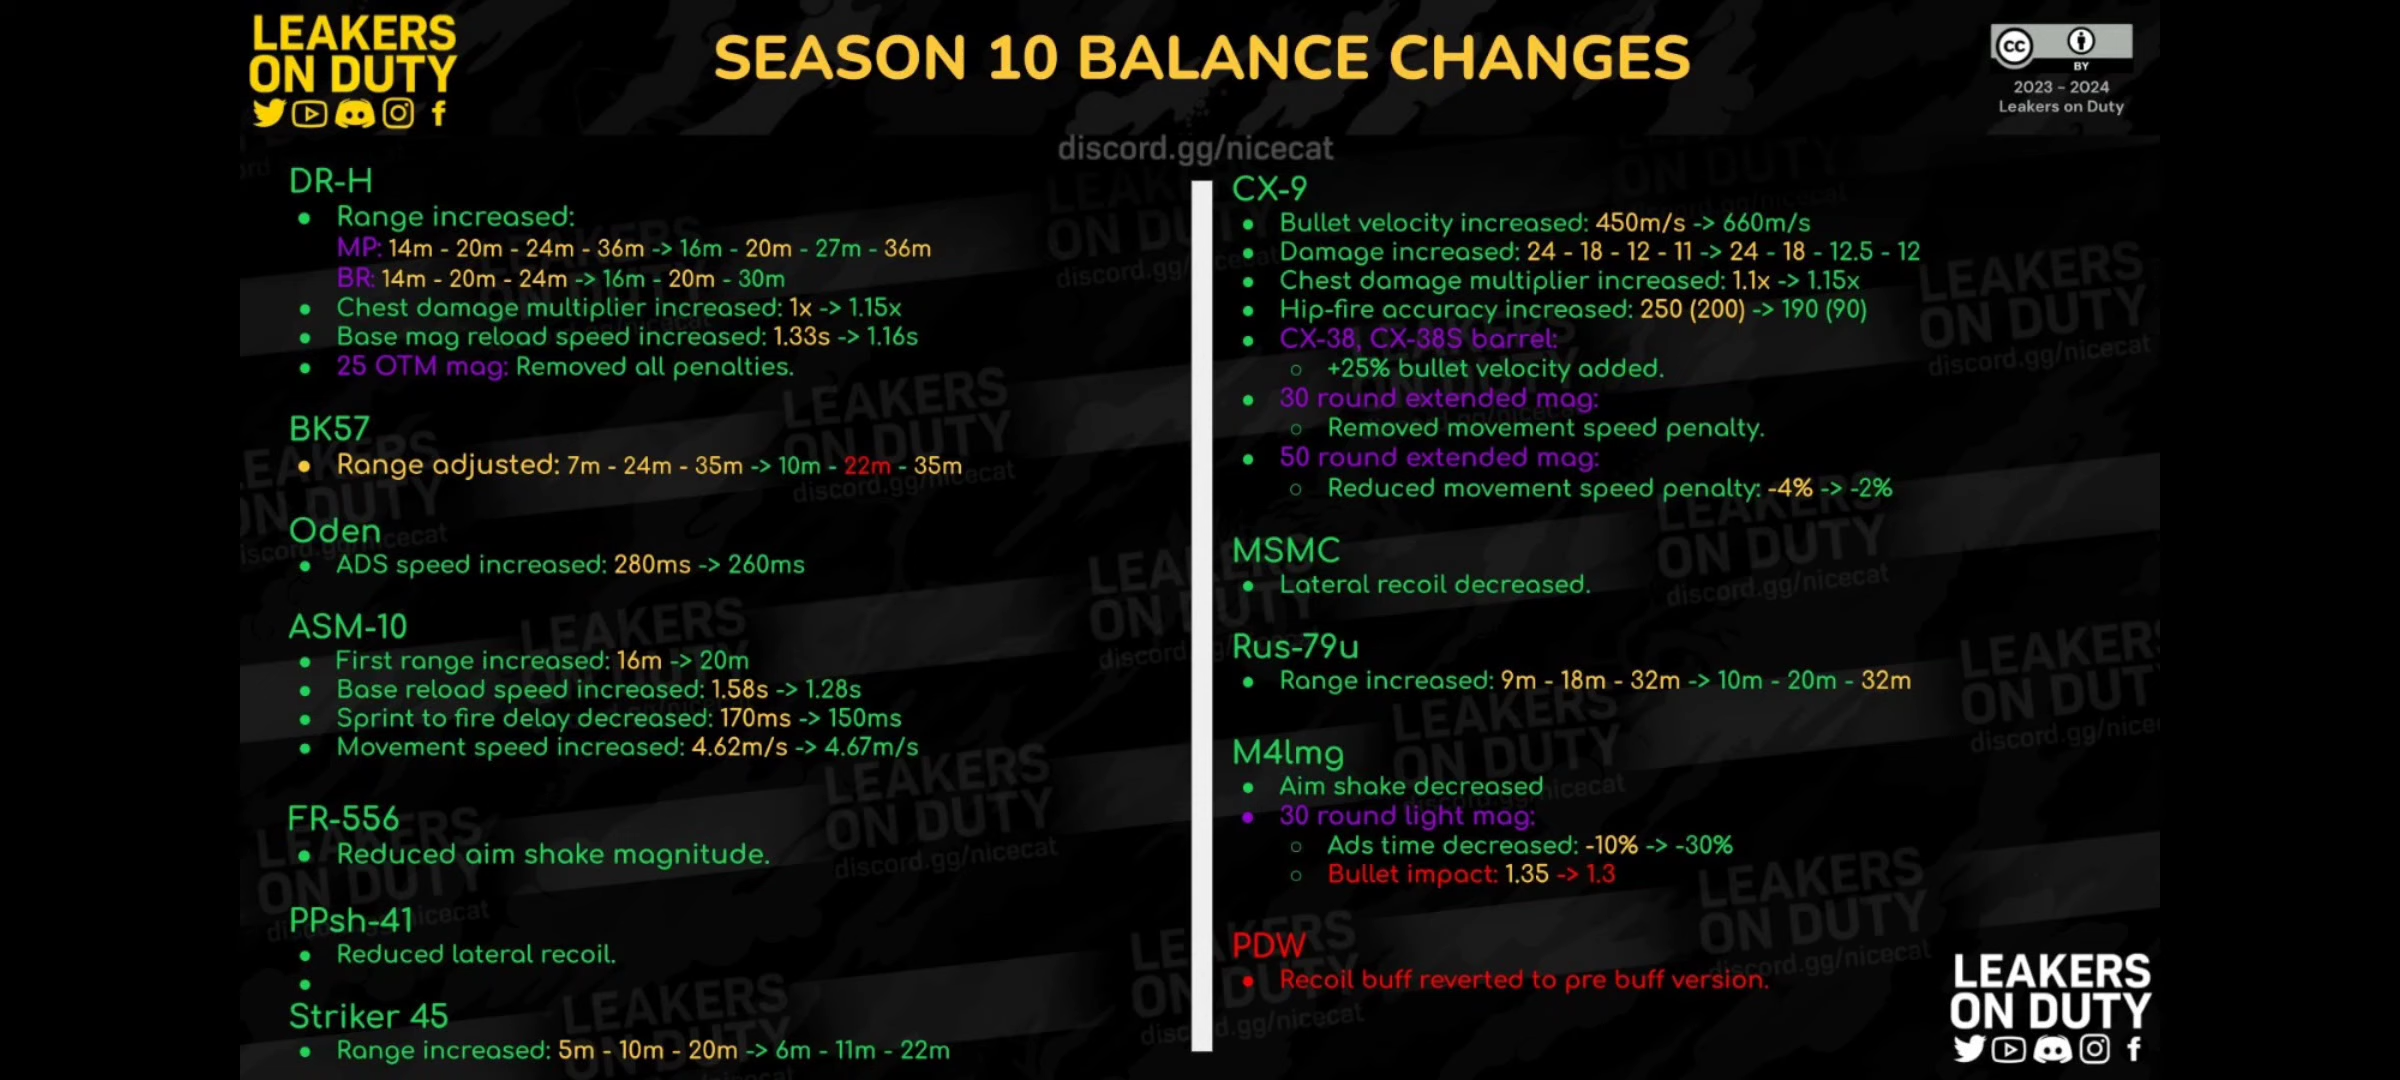 LEAKERS
ON DUTY
SEASON 10 BALANCE CHANGES
cc
BY
2023 - 2024
Leakers on Duty
discord.gg/nicecat
DR-H
• Range increased:
MP: 14m - 20m - 24m - 36m -> 16m - 20m - 27m - 36m
BR: 14m - 20m - 24m -> 16m - 20m - 30m
• Chest damage multiplier increased: 1x -> 1.15x
• Base mag reload speed increased: 1.33s -> 1.16s
• 25 OTM mag: Removed all penalties.
BK57
• Range adjusted: 7m - 24m - 35m -> 10m - 22m - 35m
Oden
• ADS speed increased: 280ms -> 260ms
ASM-10
• First range increased: 16m -> 20m
• Base reload speed increased: 1.58s -> 1.28s
• Sprint to fire delay decreased: 170ms -> 150ms
• Movement speed increased: 4.62m/s -> 4.67m/s
FR-556
• Reduced aim shake magnitude.
PPsh-41
• Reduced lateral recoil.
•
Striker 45
• Range increased: 5m - 10m - 20m -> 6m - 11m - 22m
CX-9
• Bullet velocity increased: 450m/s -> 660m/s
• Damage increased: 24 - 18 - 12 - 11 -> 24 - 18 - 12.5 - 12
• Chest damage multiplier increased: 1.1x -> 1.15x
• Hip-fire accuracy increased: 250 (200) -> 190 (90)
• CX-38, CX-38S barrel:
○ +25% bullet velocity added.
• 30 round extended mag:
○ Removed movement speed penalty.
• 50 round extended mag:
○ Reduced movement speed penalty: -4% -> -2%
MSMC
• Lateral recoil decreased.
Rus-79u
• Range increased: 9m - 18m - 32m -> 10m - 20m - 32m
M4lmg
• Aim shake decreased
• 30 round light mag:
○ Ads time decreased: -10% -> -30%
○ Bullet impact: 1.35 -> 1.3
PDW
• Recoil buff reverted to pre buff version.
LEAKERS
ON DUTY